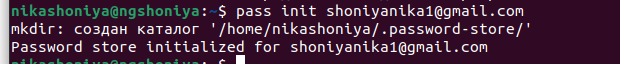 nikashoniya@ngshoniya:~$ pass init shoniyanika1@gmail.com
mkdir: создан каталог '/home/nikashoniya/.password-store/'
Password store initialized for shoniyanika1@gmail.com
nikashoniya@ngshoniya:~$